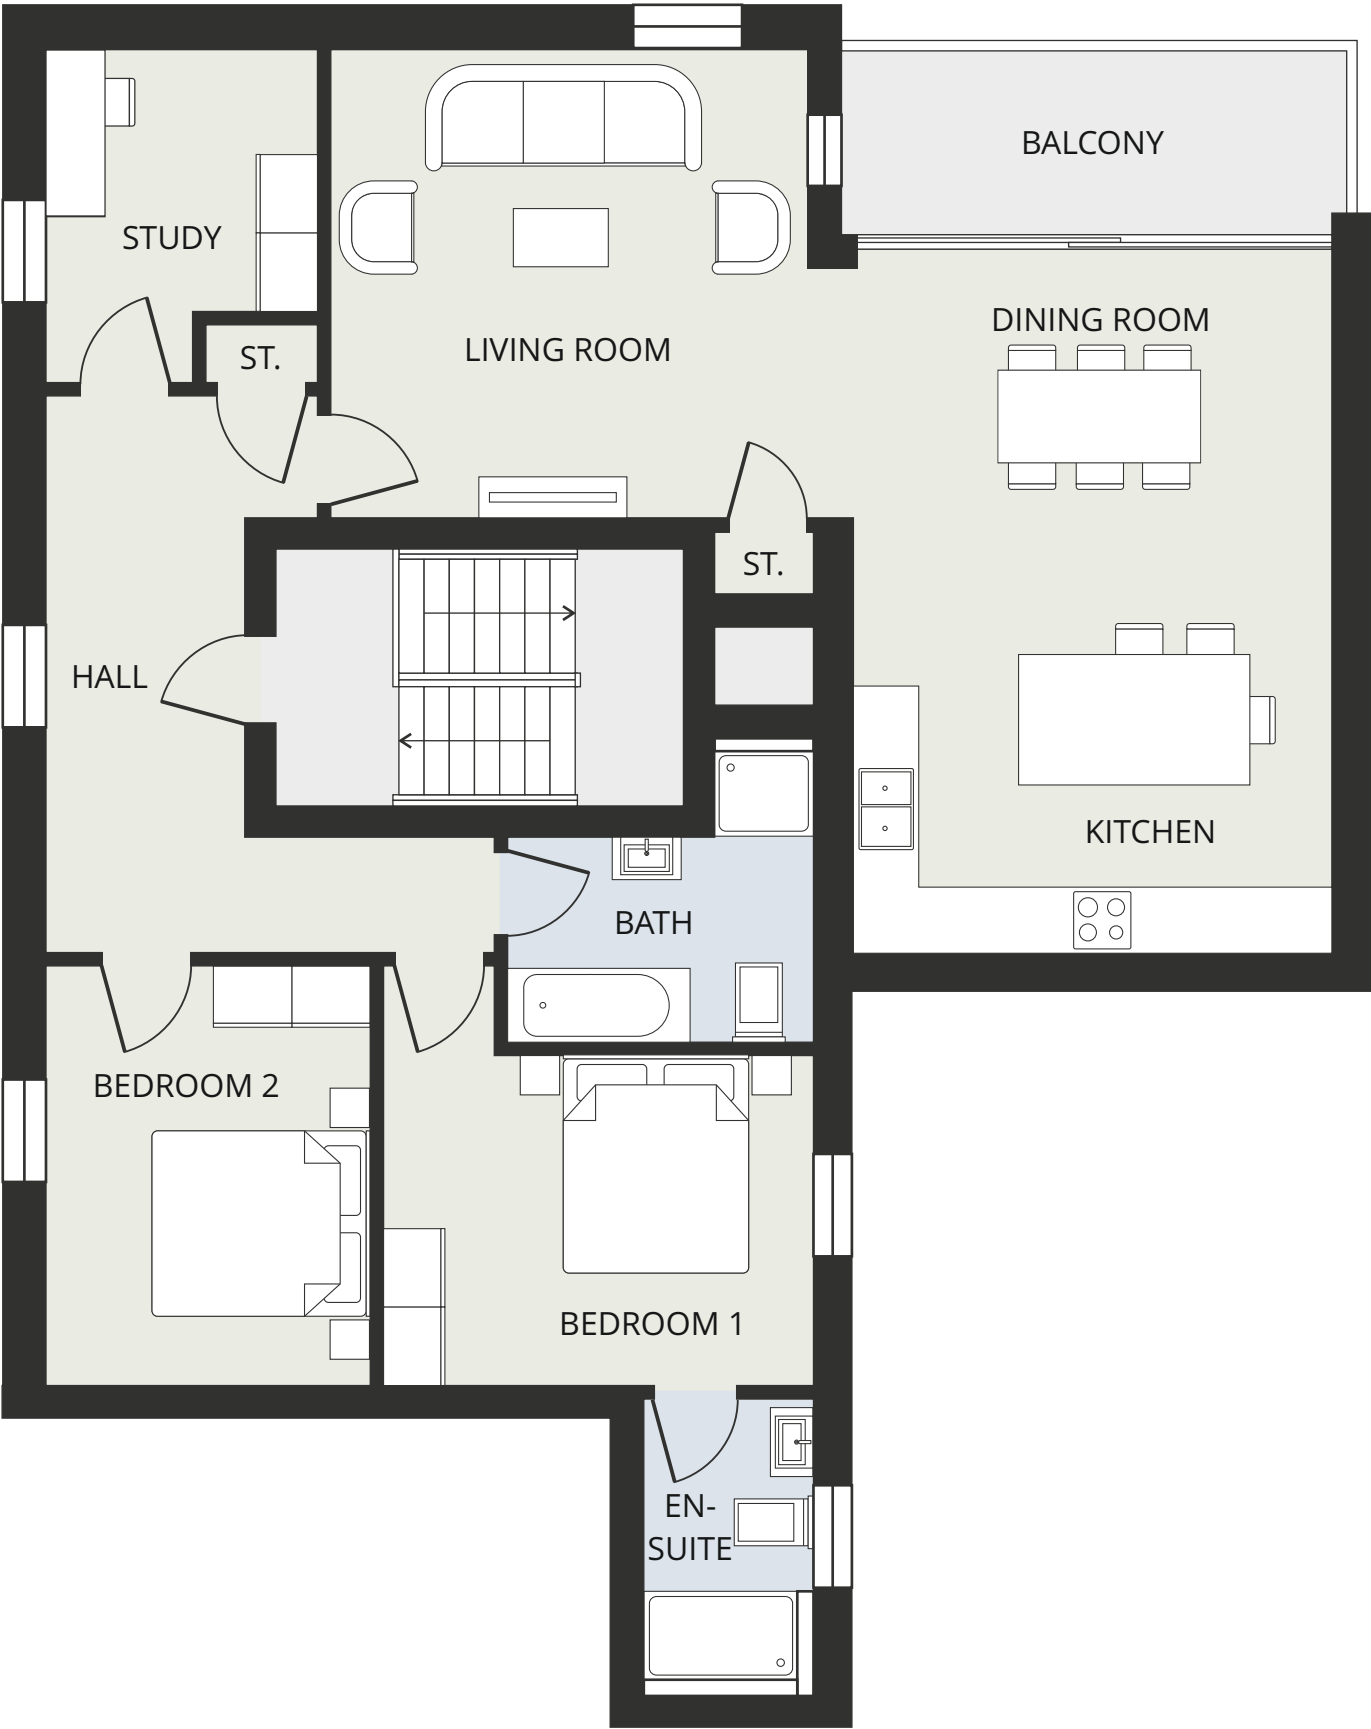 BALCONY
STUDY
DINING ROOM
LIVING ROOM
ST.
ST.
HALL
KITCHEN
BATH
BEDROOM 2
BEDROOM 1
EN-
SUITE